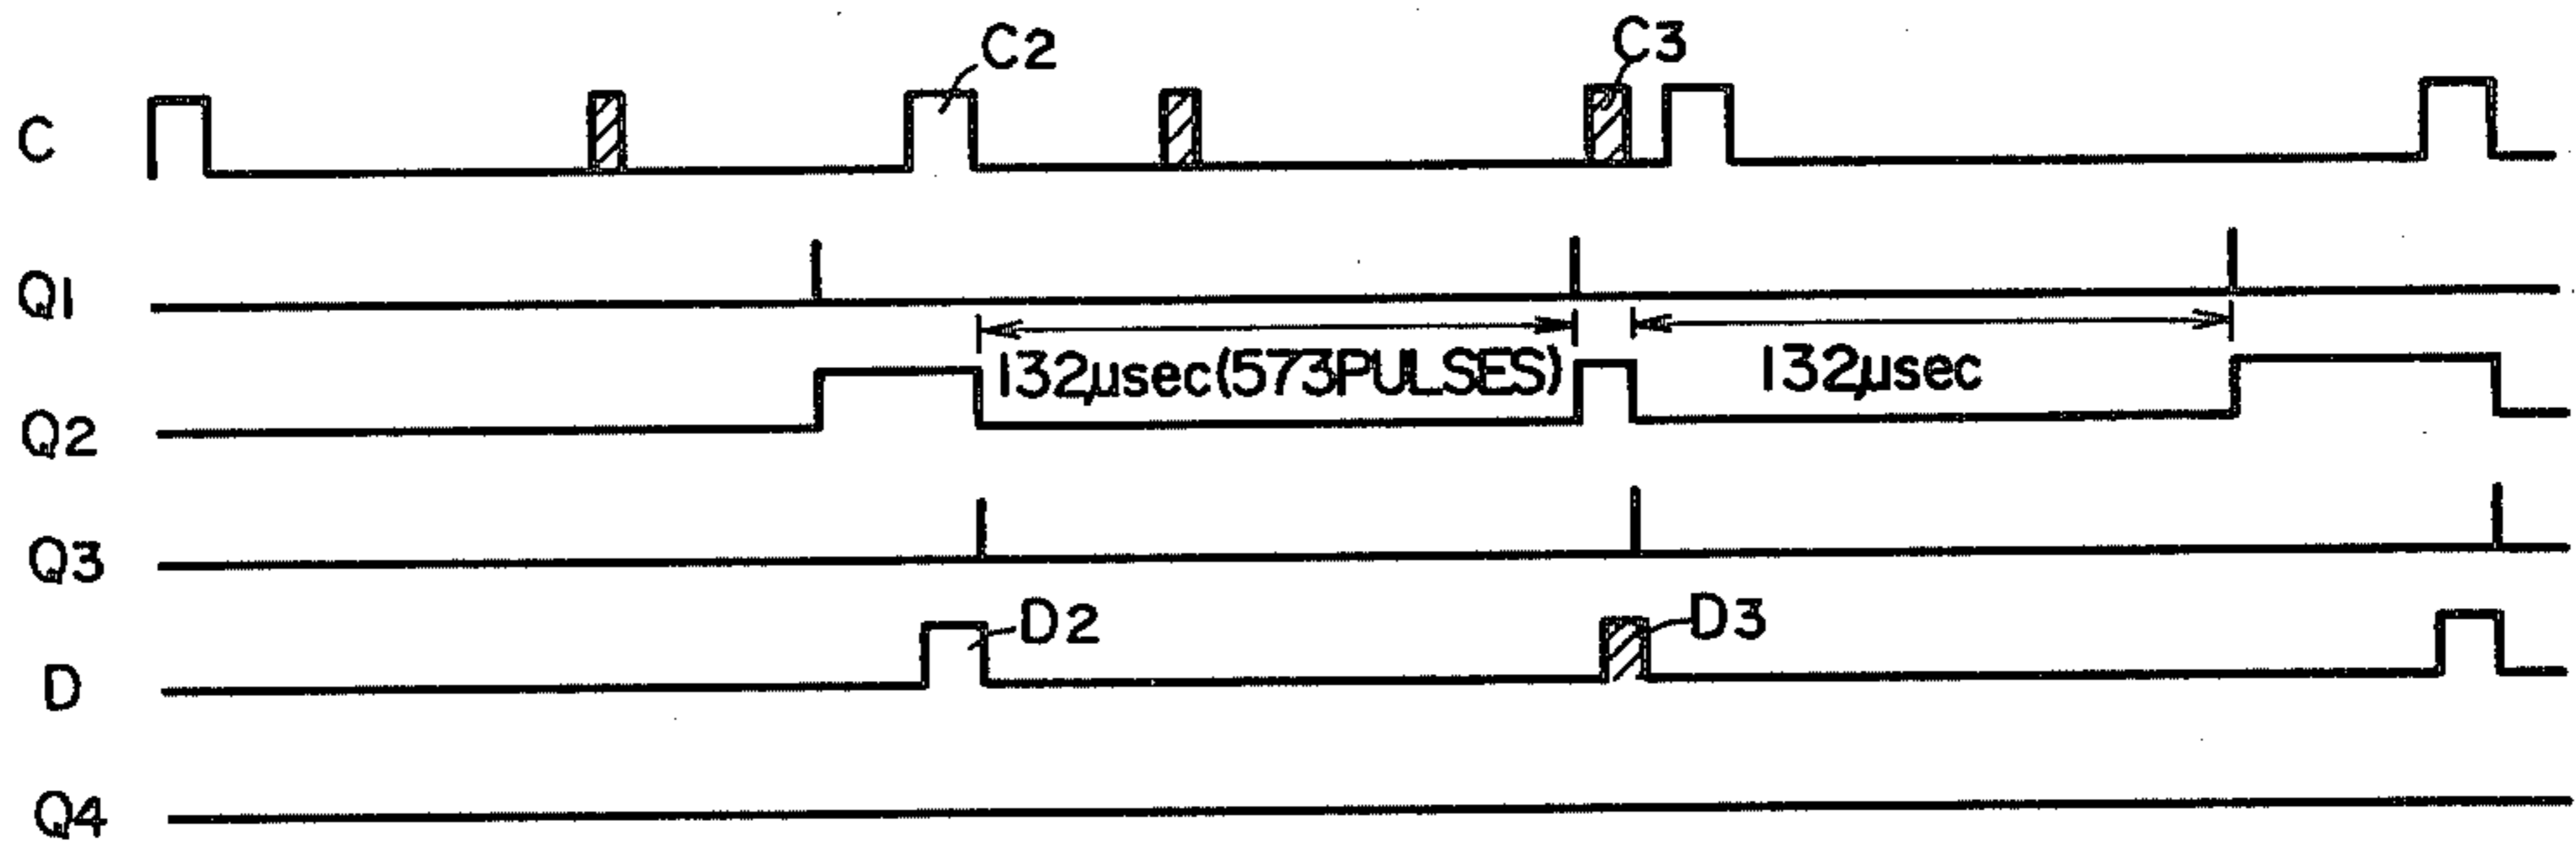 C2
C3
C
Q1
132μsec(573PULSES)
132μsec
Q2
Q3
D2
D3
D
Q4